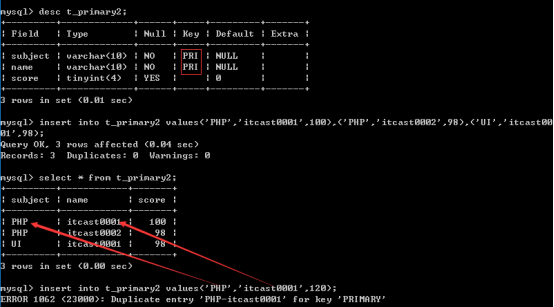 mysql> desc t_primary2;
+---------+-------------+------+-----+---------+-------+
| Field   | Type        | Null | Key | Default | Extra |
+---------+-------------+------+-----+---------+-------+
| subject | varchar(10) | NO   | PRI | NULL    |       |
| name    | varchar(10) | NO   | PRI | NULL    |       |
| score   | tinyint(4)  | YES  |     | 0       |       |
+---------+-------------+------+-----+---------+-------+
3 rows in set (0.01 sec)
mysql> insert into t_primary2 values('PHP','itcast0001',100),('PHP','itcast0002',98),('UI','itcast00
01',98);
Query OK, 3 rows affected (0.04 sec)
Records: 3  Duplicates: 0  Warnings: 0
mysql> select * from t_primary2;
+---------+------------+-------+
| subject | name       | score |
+---------+------------+-------+
| PHP     | itcast0001 |   100 |
| PHP     | itcast0002 |    98 |
| UI      | itcast0001 |    98 |
+---------+------------+-------+
3 rows in set (0.00 sec)
mysql> insert into t_primary2 values('PHP','itcast0001',120);
ERROR 1062 (23000): Duplicate entry 'PHP-itcast0001' for key 'PRIMARY'